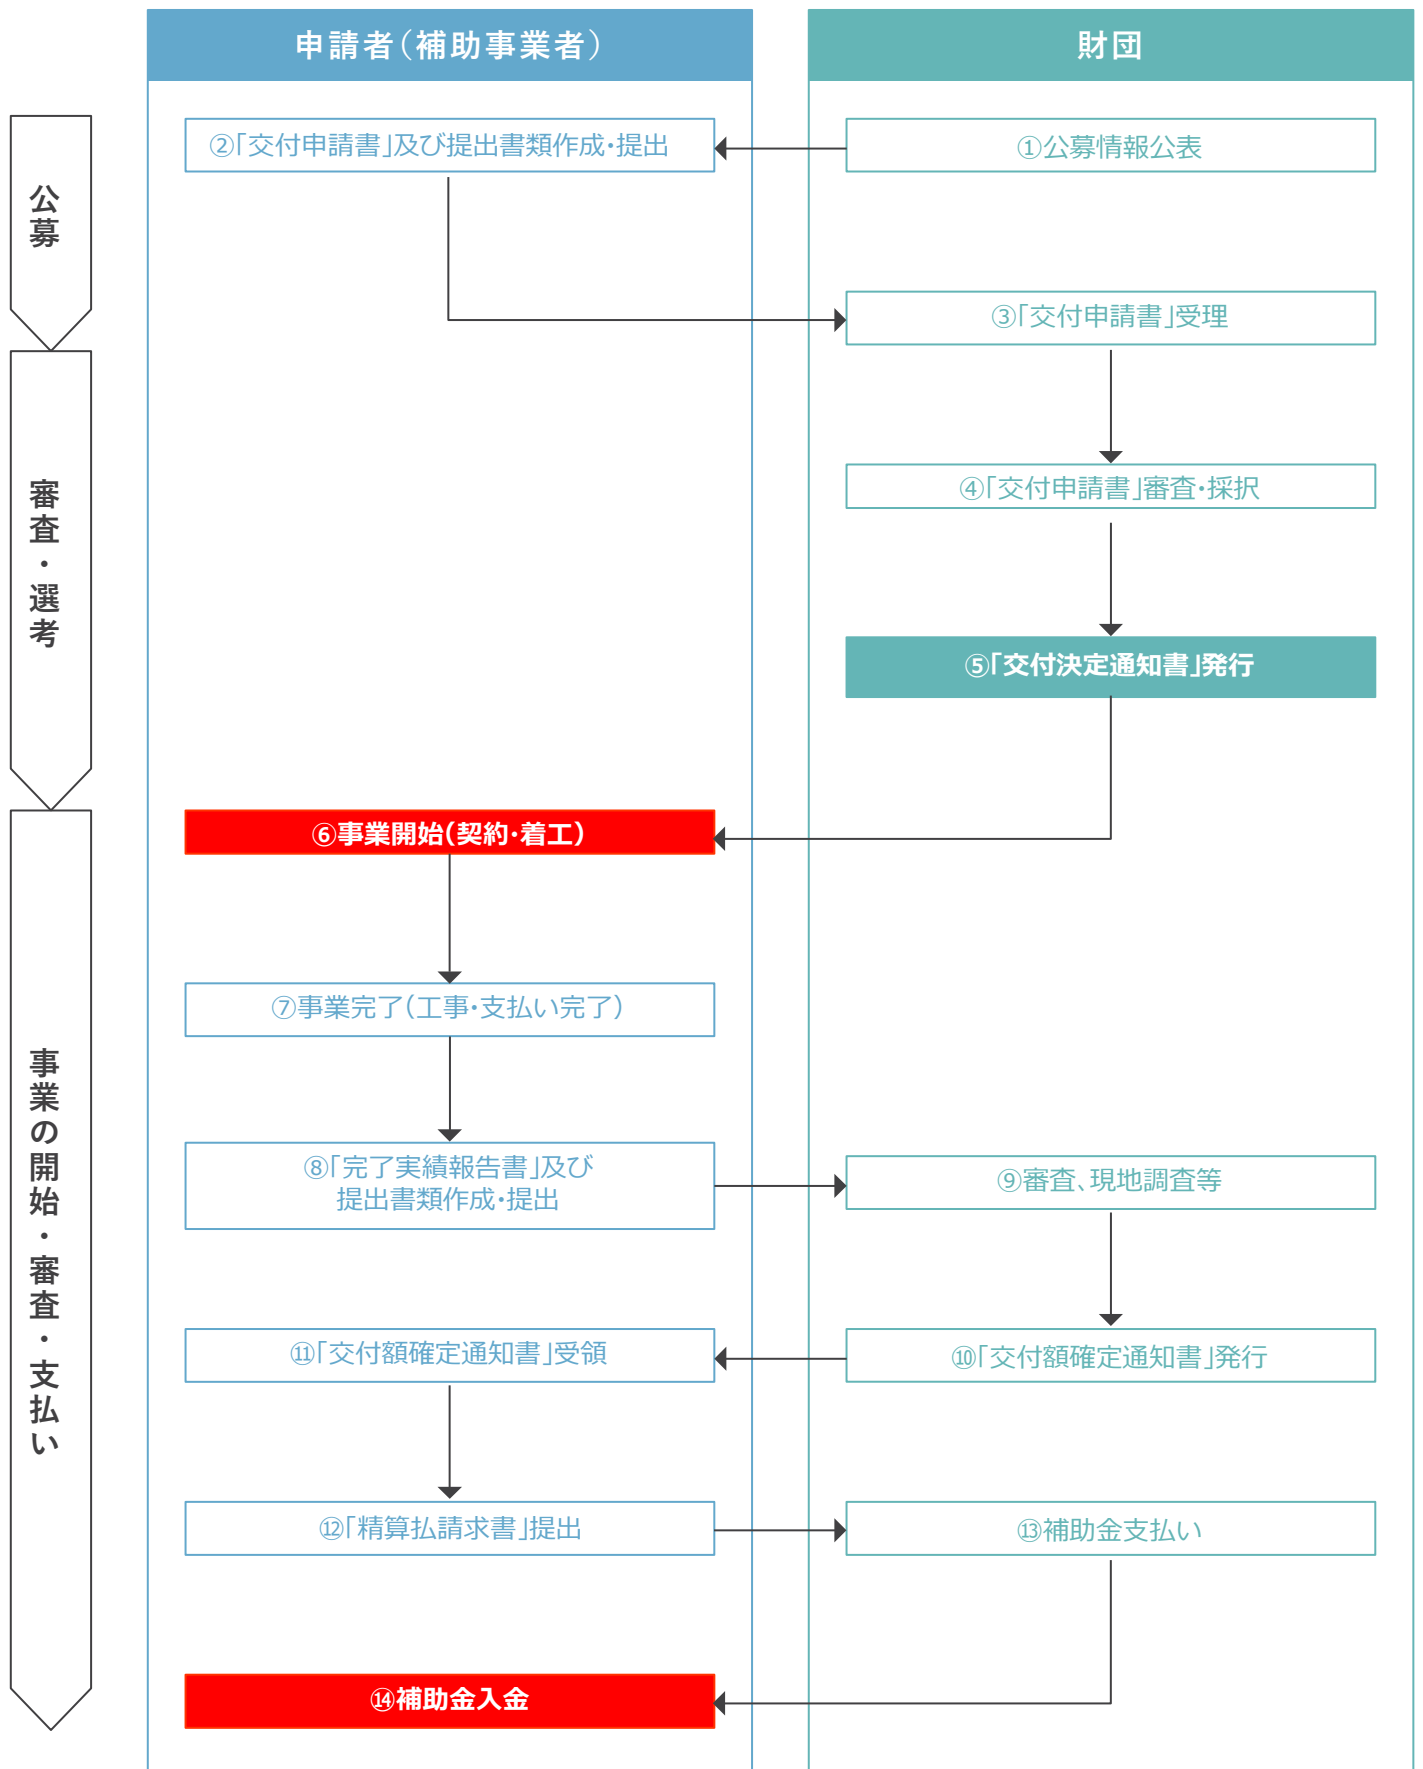 申請者（補助事業者）
財団
公募
②「交付申請書」及び提出書類作成・提出
①公募情報公表
③「交付申請書」受理
審査・選考
④「交付申請書」審査・採択
⑤「交付決定通知書」発行
事業の開始・審査・支払い
⑥事業開始（契約・着工）
⑦事業完了（工事・支払い完了）
⑧「完了実績報告書」及び
提出書類作成・提出
⑨審査、現地調査等
⑪「交付額確定通知書」受領
⑩「交付額確定通知書」発行
⑫「精算払請求書」提出
⑬補助金支払い
⑭補助金入金